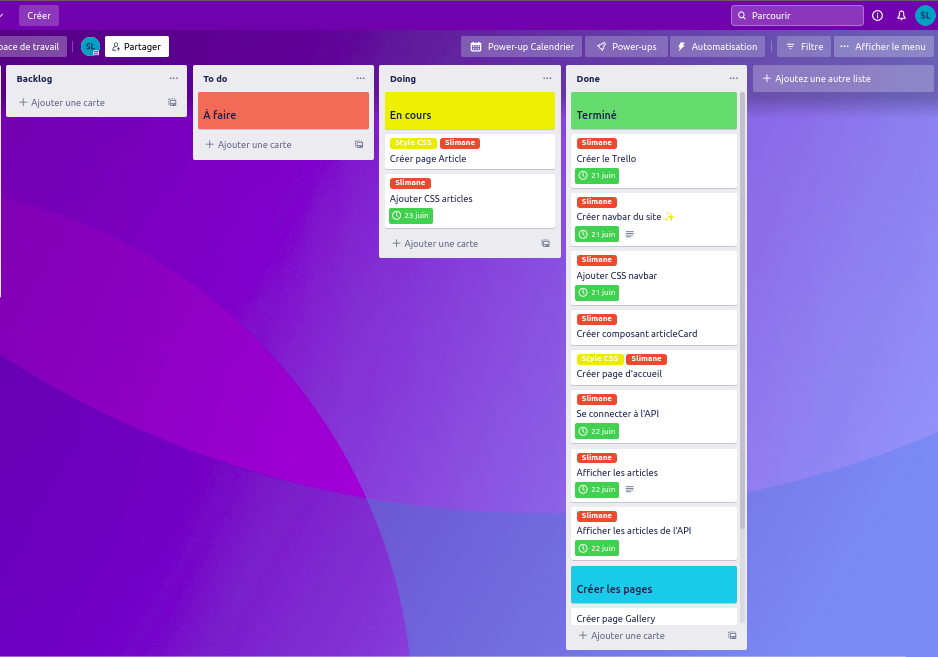 Créer
Parcourir
SL
pace de travail
SL
Partager
Power-up Calendrier
Power-ups
Automatisation
Filtre
Afficher le menu
Backlog
Ajouter une carte
To do
À faire
Ajouter une carte
Doing
En cours
Style CSS Slimane
Créer page Article
Slimane
Ajouter CSS articles
23 juin
Ajouter une carte
Done
Terminé
Slimane
Créer le Trello
21 juin
Slimane
Créer navbar du site ✨
21 juin
Slimane
Ajouter CSS navbar
21 juin
Slimane
Créer composant articleCard
Style CSS Slimane
Créer page d'accueil
Slimane
Se connecter à l'API
22 juin
Slimane
Afficher les articles
22 juin
Slimane
Afficher les articles de l'API
22 juin
Créer les pages
Créer page Gallery
Ajouter une carte
Ajoutez une autre liste